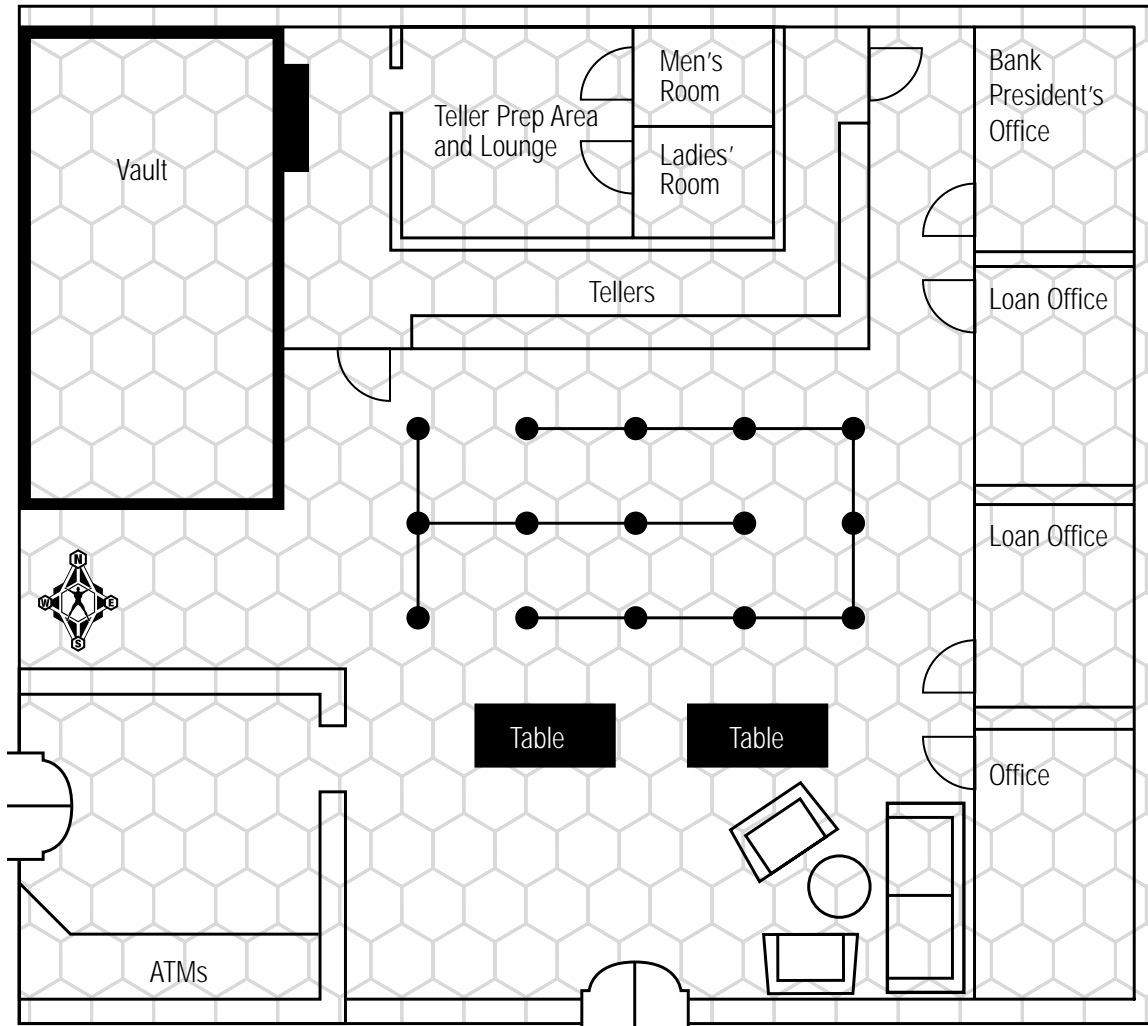 Men's
Room
Bank
President's
Office
Teller Prep Area
and Lounge
Vault
Ladies'
Room
Tellers
Loan Office
Loan Office
N
W
E
S
Table
Table
Office
ATMs